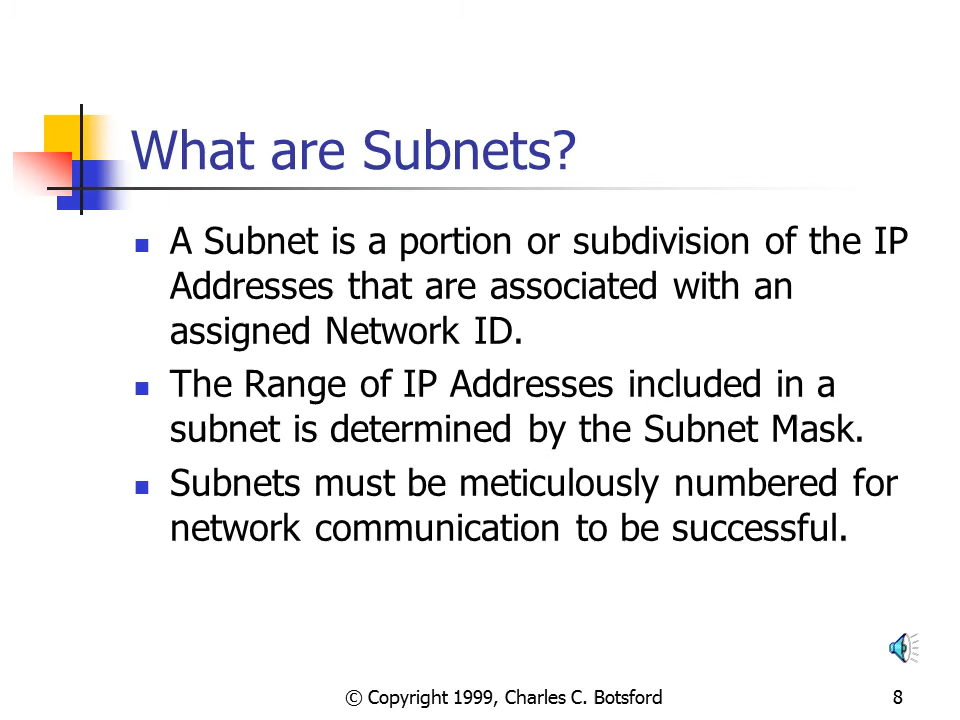 What are Subnets?
A Subnet is a portion or subdivision of the IP
Addresses that are associated with an
assigned Network ID.
The Range of IP Addresses included in a
subnet is determined by the Subnet Mask.
Subnets must be meticulously numbered for
network communication to be successful.
© Copyright 1999, Charles C. Botsford
8